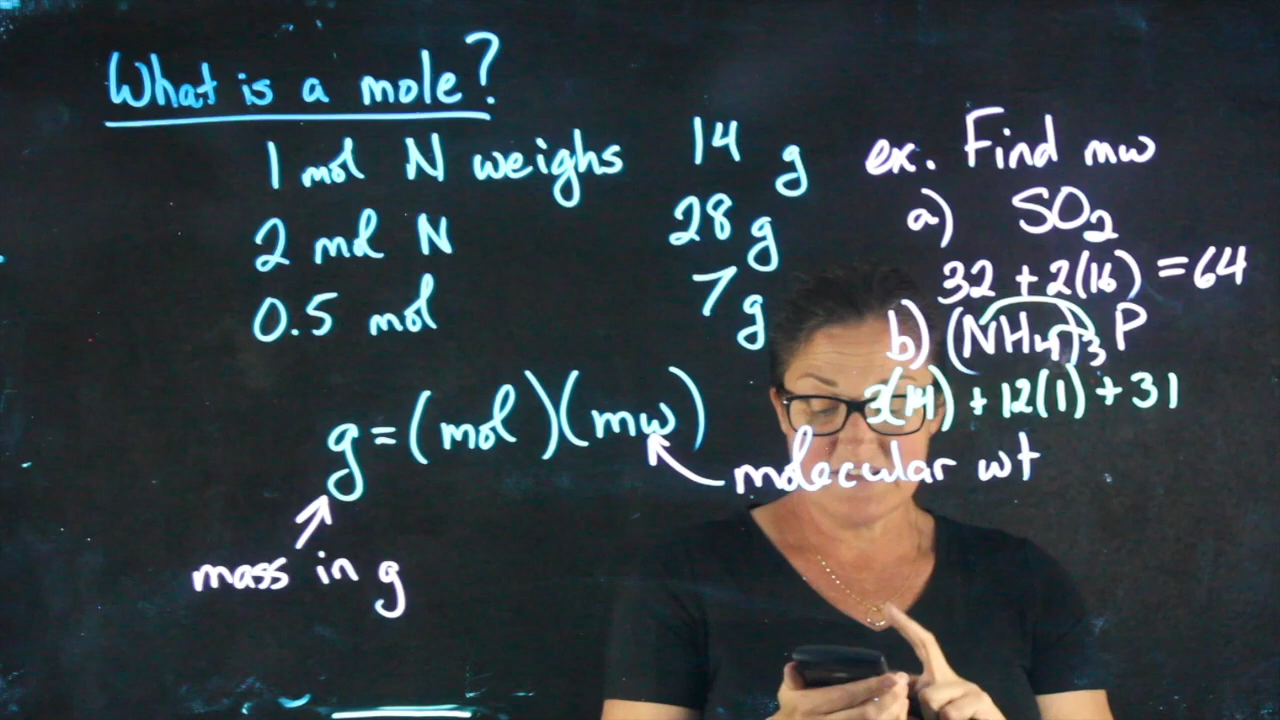 What is a mole?
1 mol N weighs 14 g
2 mol N 28 g
0.5 mol 7 g
g = (mol)(mw)
molecular wt
mass in g
ex. Find mw
a) SO₂
32 + 2(16) = 64
b) (NH₄)₃P
3(14) + 12(1) + 31